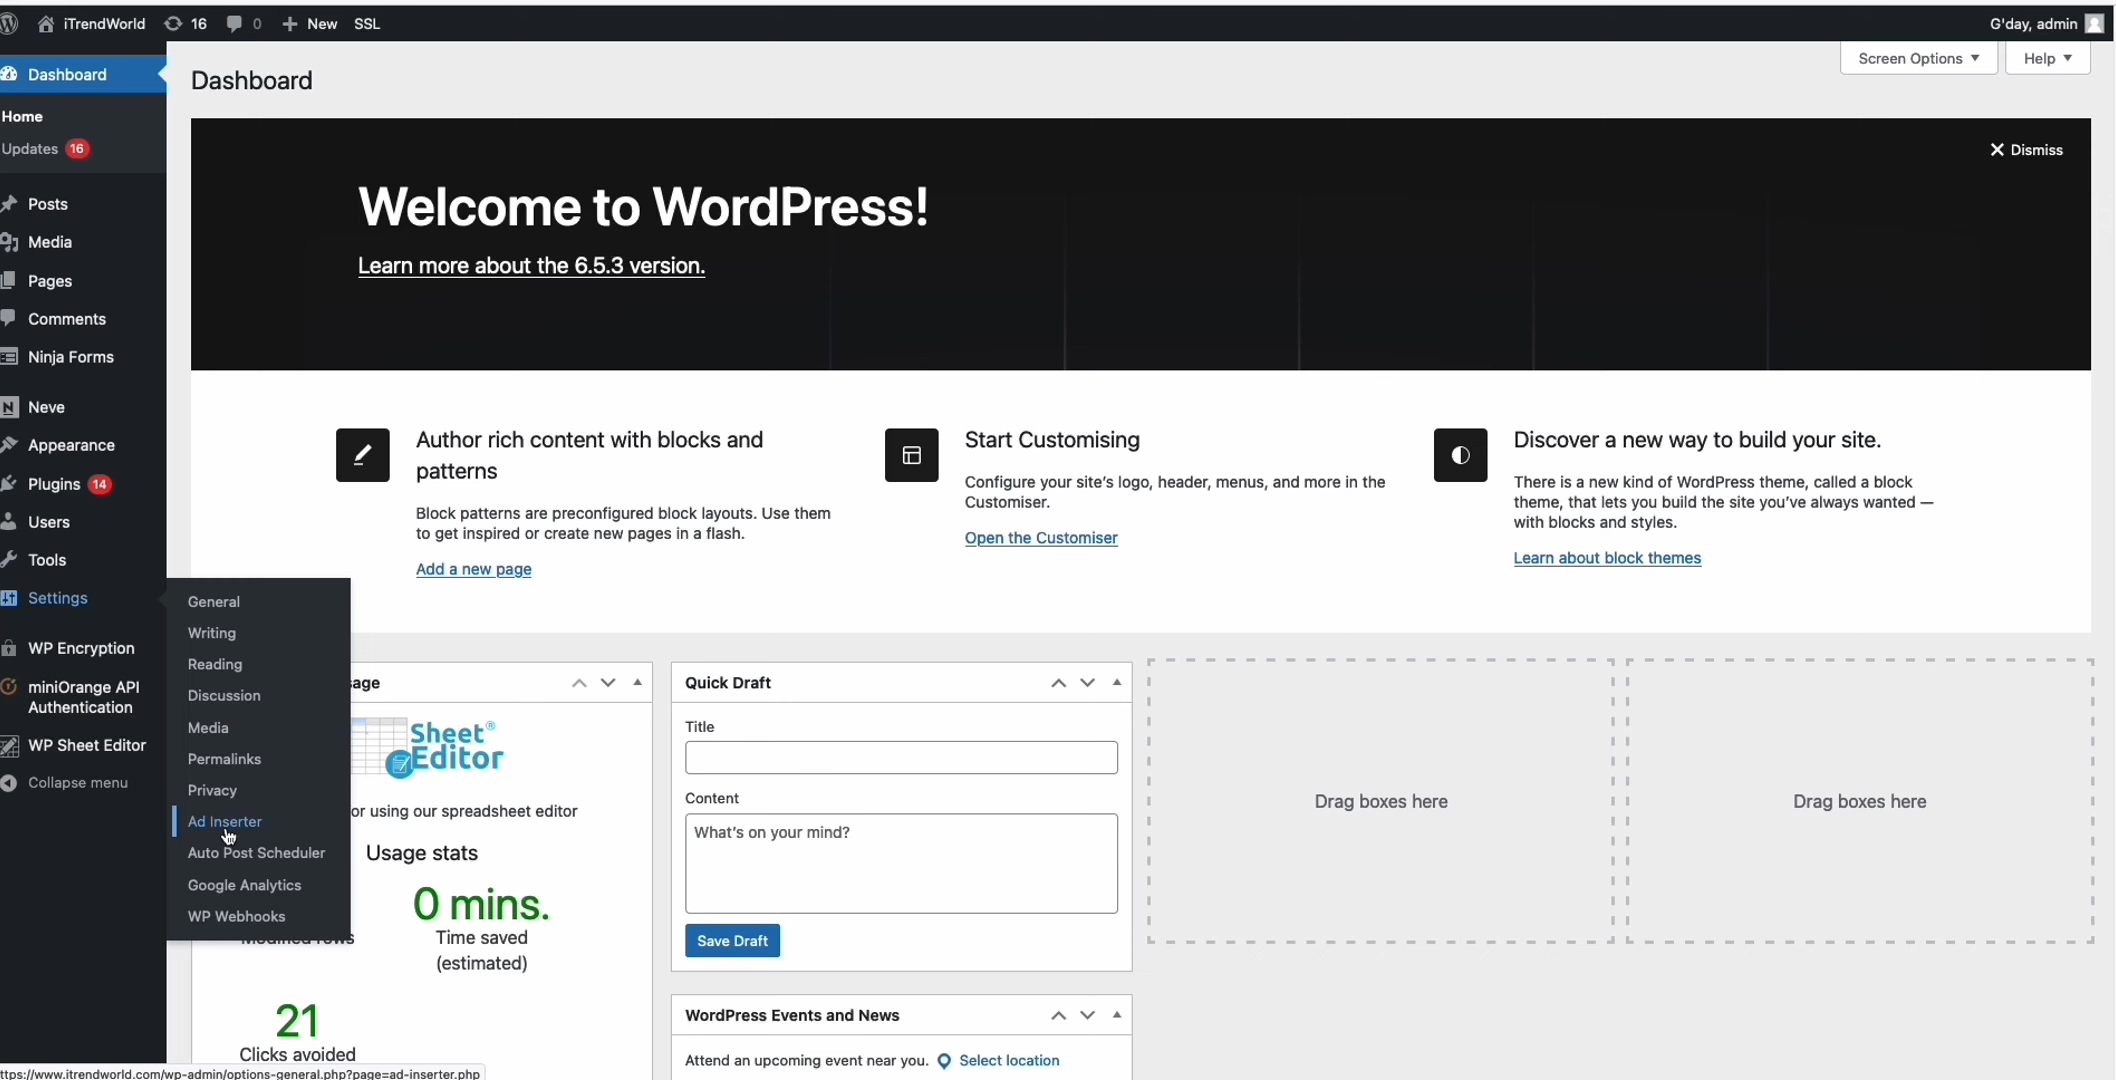 iTrendWorld 16 0 New SSL G'day, admin
Screen Options Help
Dashboard
Dashboard
Home
Updates 16
Posts
Media
Pages
Comments
Ninja Forms
Neve
Appearance
Plugins 14
Users
Tools
Settings
WP Encryption
miniOrange API
Authentication
WP Sheet Editor
Collapse menu
General
Writing
Reading
Discussion
Media
Permalinks
Privacy
Ad Inserter
Auto Post Scheduler
Google Analytics
WP Webhooks
Dismiss
Welcome to WordPress!
Learn more about the 6.5.3 version.
Author rich content with blocks and
patterns
Block patterns are preconfigured block layouts. Use them
to get inspired or create new pages in a flash.
Add a new page
Start Customising
Configure your site's logo, header, menus, and more in the
Customiser.
Open the Customiser
Discover a new way to build your site.
There is a new kind of WordPress theme, called a block
theme, that lets you build the site you've always wanted —
with blocks and styles.
Learn about block themes
sage
Sheet®
Editor
or using our spreadsheet editor
Usage stats
0 mins.
Modified rows
Time saved
(estimated)
21
Clicks avoided
Quick Draft
Title
Content
What's on your mind?
Save Draft
WordPress Events and News
Attend an upcoming event near you. Select location
Drag boxes here
Drag boxes here
ttps://www.itrendworld.com/wp-admin/options-general.php?page=ad-inserter.php